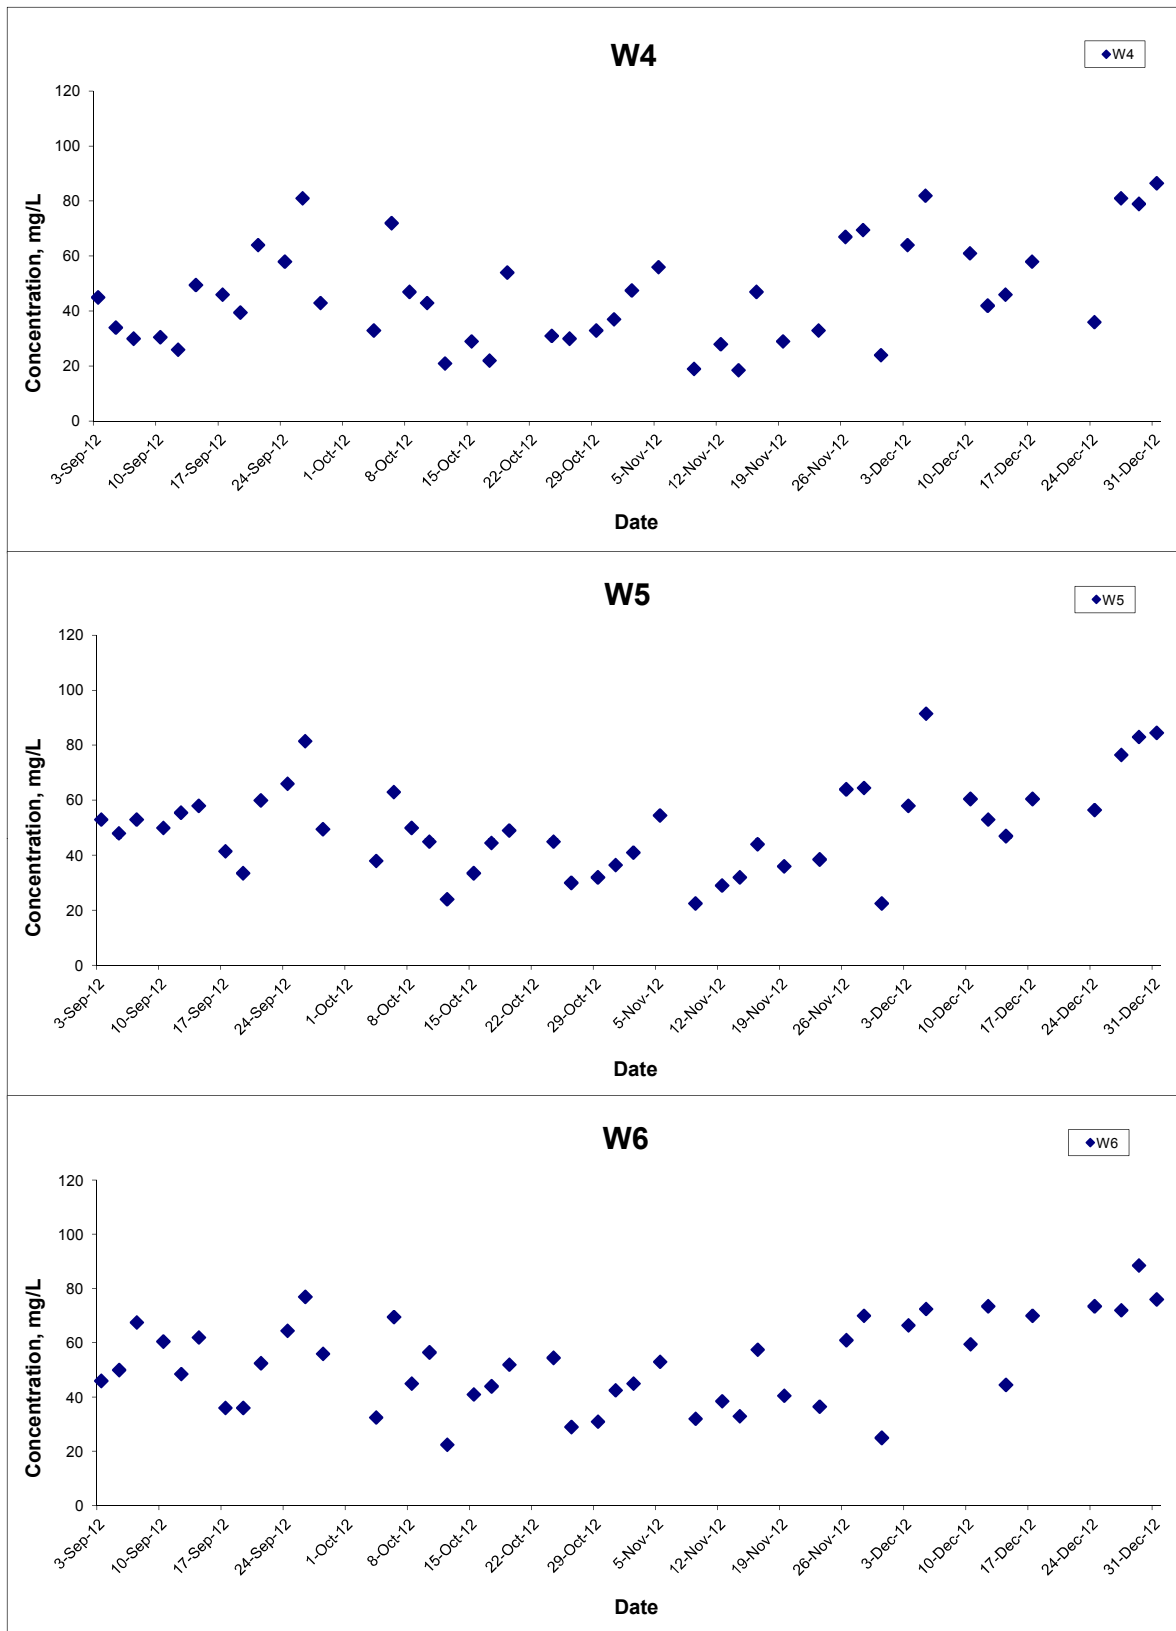 W4
W4
120
100
80
60
40
20
0
Concentration, mg/L
3-Sep-12
10-Sep-12
17-Sep-12
24-Sep-12
1-Oct-12
8-Oct-12
15-Oct-12
22-Oct-12
29-Oct-12
5-Nov-12
12-Nov-12
19-Nov-12
26-Nov-12
3-Dec-12
10-Dec-12
17-Dec-12
24-Dec-12
31-Dec-12
Date
W5
W5
120
100
80
60
40
20
0
Concentration, mg/L
3-Sep-12
10-Sep-12
17-Sep-12
24-Sep-12
1-Oct-12
8-Oct-12
15-Oct-12
22-Oct-12
29-Oct-12
5-Nov-12
12-Nov-12
19-Nov-12
26-Nov-12
3-Dec-12
10-Dec-12
17-Dec-12
24-Dec-12
31-Dec-12
Date
W6
W6
120
100
80
60
40
20
0
Concentration, mg/L
3-Sep-12
10-Sep-12
17-Sep-12
24-Sep-12
1-Oct-12
8-Oct-12
15-Oct-12
22-Oct-12
29-Oct-12
5-Nov-12
12-Nov-12
19-Nov-12
26-Nov-12
3-Dec-12
10-Dec-12
17-Dec-12
24-Dec-12
31-Dec-12
Date